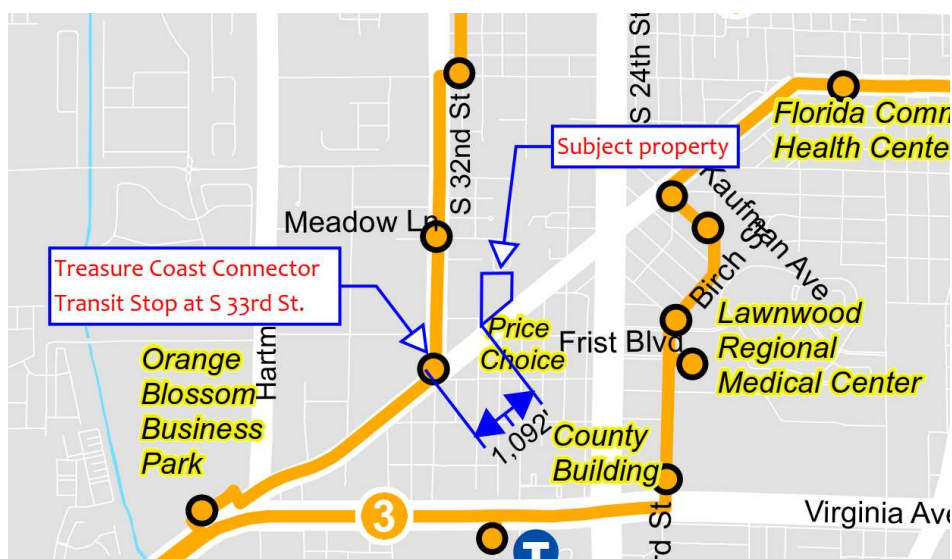 S 24th St
Florida Comm
Health Cente
Subject property
S 32nd St
Kaufman Ave
Meadow Ln
Birch St
Treasure Coast Connector
Transit Stop at S 33rd St.
Lawnwood
Regional
Medical Center
Price
Choice
Frist Blvd
Hartm
Orange
Blossom
Business
Park
1,092'
County
Building
3
Virginia Ave
rd St
T